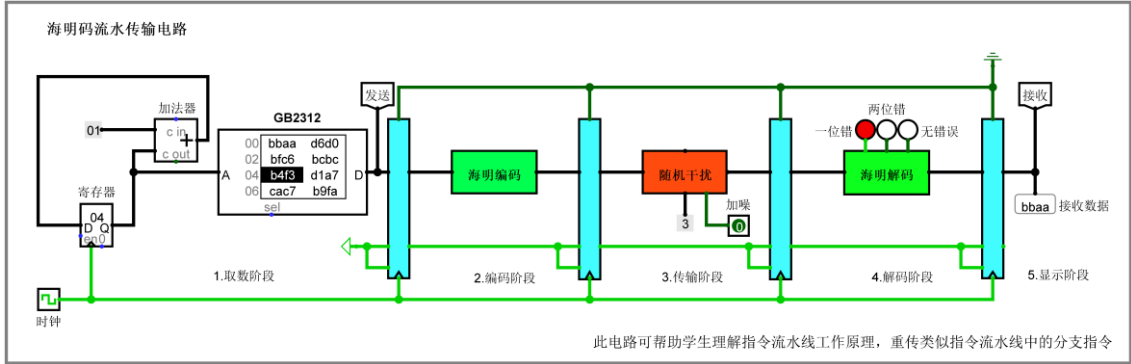 海明码流水传输电路
加法器
01
c in
+
c out
GB2312
00 bbaa d6d0
02 bfc6 bcbc
04 b4f3 d1a7
06 cac7 b9fa
A
D
sel
发送
寄存器
04
D Q
en0
海明编码
随机干扰
3
加噪
0
两位错
一位错
无错误
海明解码
接收
bbaa 接收数据
1.取数阶段
2.编码阶段
3.传输阶段
4.解码阶段
5.显示阶段
时钟
此电路可帮助学生理解指令流水线工作原理，重传类似指令流水线中的分支指令